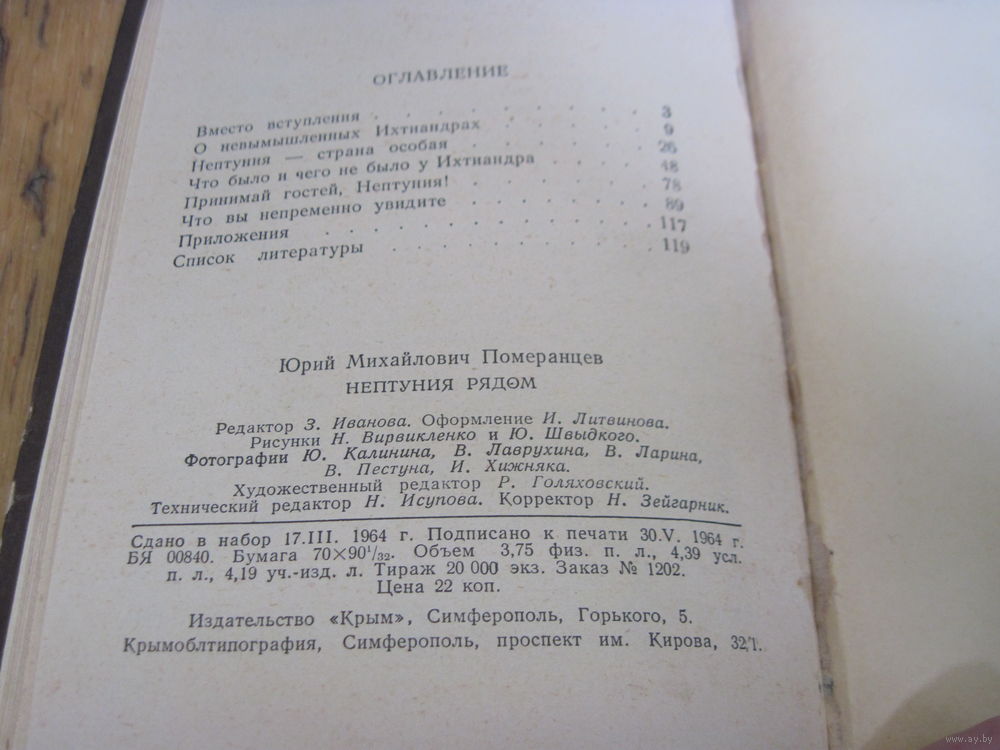 ОГЛАВЛЕНИЕ
Вместо вступления . . . . . . . 3
О невымышленных Ихтиандрах . . . . 9
Нептуния — страна особая . . . . . 26
Что было и чего не было у Ихтиандра . . . 48
Принимай гостей, Нептуния! . . . . . 78
Что вы непременно увидите . . . . . 89
Приложения . . . . . . . . . 117
Список литературы . . . . . . . 119
Юрий Михайлович Померанцев
НЕПТУНИЯ РЯДОМ
Редактор З. Иванова. Оформление И. Литвинова.
Рисунки Н. Вирвикленко и Ю. Швыдкого.
Фотографии Ю. Калинина, В. Лаврухина, В. Ларина,
В. Пестуна, И. Хижняка.
Художественный редактор Р. Голяховский.
Технический редактор Н. Исупова. Корректор Н. Зейгарник.
Сдано в набор 17.III. 1964 г. Подписано к печати 30.V. 1964 г.
БЯ 00840. Бумага 70×90¹/₃₂. Объем 3,75 физ. п. л., 4,39 усл.
п. л., 4,19 уч.-изд. л. Тираж 20 000 экз. Заказ № 1202.
Цена 22 коп.
Издательство «Крым», Симферополь, Горького, 5.
Крымоблтипография, Симферополь, проспект им. Кирова, 32/1.
www.ay.by